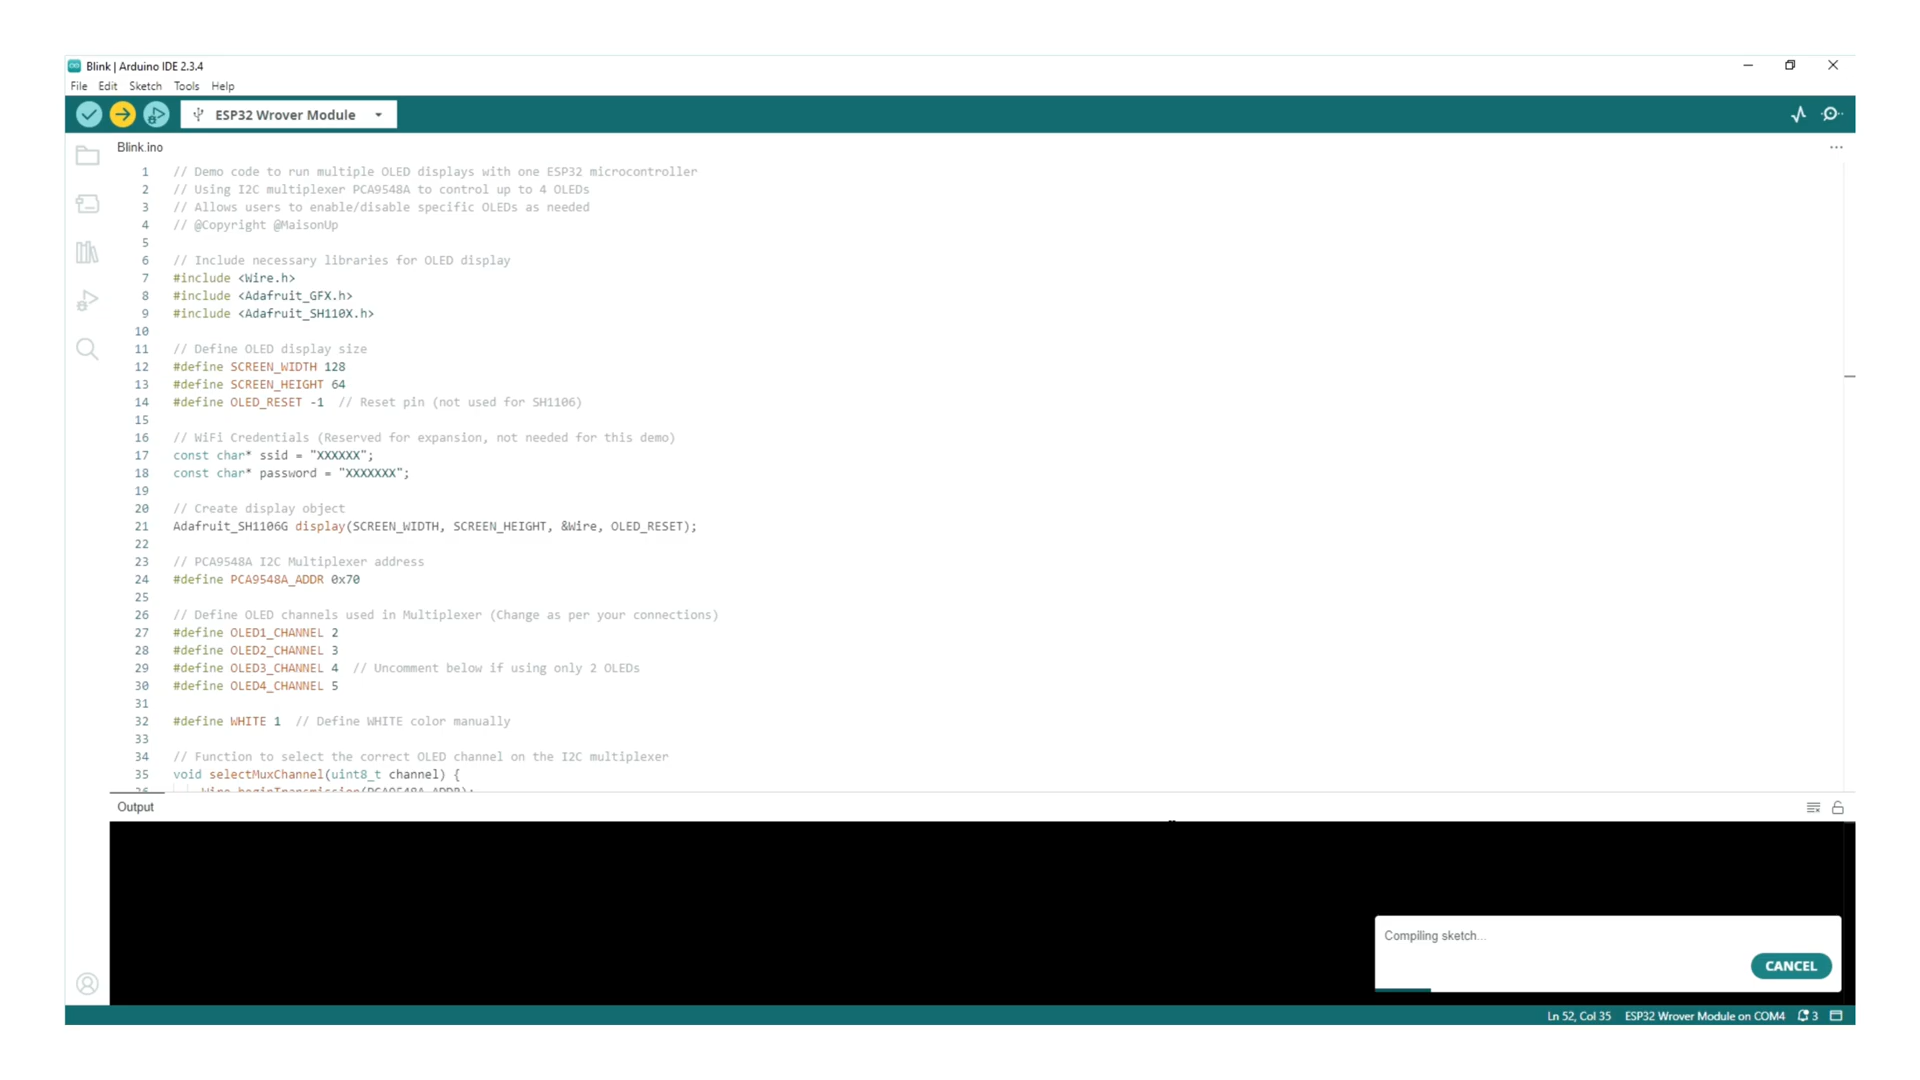 Blink | Arduino IDE 2.3.4
File Edit Sketch Tools Help
ESP32 Wrover Module
Blink.ino
1 // Demo code to run multiple OLED displays with one ESP32 microcontroller
2 // Using I2C multiplexer PCA9548A to control up to 4 OLEDs
3 // Allows users to enable/disable specific OLEDs as needed
4 // @Copyright @MaisonUp
5
6 // Include necessary libraries for OLED display
7 #include <Wire.h>
8 #include <Adafruit_GFX.h>
9 #include <Adafruit_SH110X.h>
10
11 // Define OLED display size
12 #define SCREEN_WIDTH 128
13 #define SCREEN_HEIGHT 64
14 #define OLED_RESET -1  // Reset pin (not used for SH1106)
15
16 // WiFi Credentials (Reserved for expansion, not needed for this demo)
17 const char* ssid = "XXXXXX";
18 const char* password = "XXXXXXX";
19
20 // Create display object
21 Adafruit_SH1106G display(SCREEN_WIDTH, SCREEN_HEIGHT, &Wire, OLED_RESET);
22
23 // PCA9548A I2C Multiplexer address
24 #define PCA9548A_ADDR 0x70
25
26 // Define OLED channels used in Multiplexer (Change as per your connections)
27 #define OLED1_CHANNEL 2
28 #define OLED2_CHANNEL 3
29 #define OLED3_CHANNEL 4  // Uncomment below if using only 2 OLEDs
30 #define OLED4_CHANNEL 5
31
32 #define WHITE 1  // Define WHITE color manually
33
34 // Function to select the correct OLED channel on the I2C multiplexer
35 void selectMuxChannel(uint8_t channel) {
36 Wire.beginTransmission(PCA9548A_ADDR);
Output
Compiling sketch...
CANCEL
Ln 52, Col 35 ESP32 Wrover Module on COM4 3